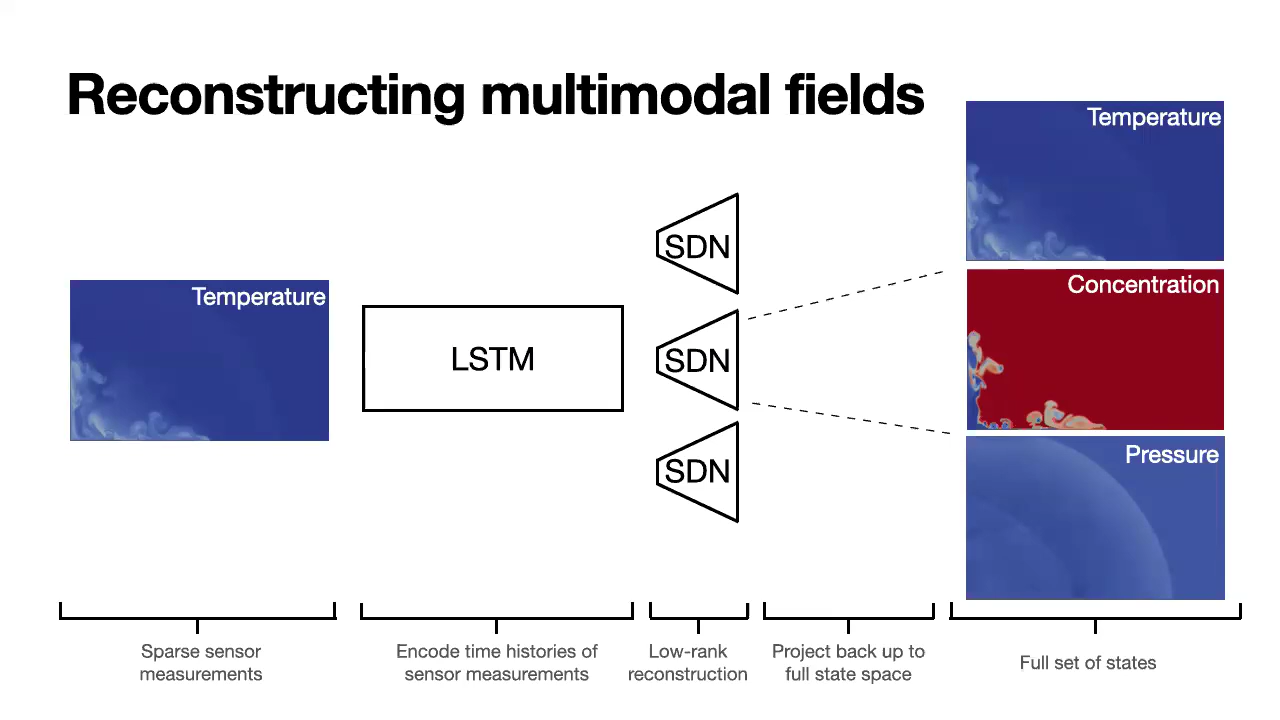 Reconstructing multimodal fields
Temperature
LSTM
SDN
SDN
SDN
Temperature
Concentration
Pressure
Sparse sensor
measurements
Encode time histories of
sensor measurements
Low-rank
reconstruction
Project back up to
full state space
Full set of states